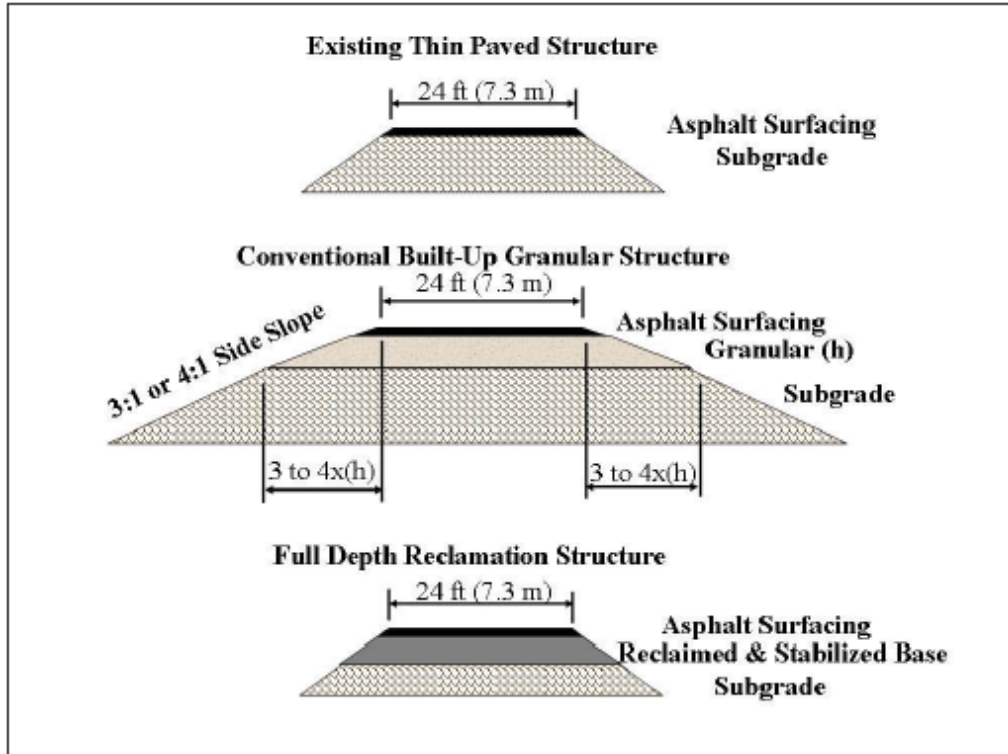 Existing Thin Paved Structure
24 ft (7.3 m)
Asphalt Surfacing
Subgrade
Conventional Built-Up Granular Structure
24 ft (7.3 m)
3:1 or 4:1 Side Slope
Asphalt Surfacing
Granular (h)
Subgrade
3 to 4x(h)
3 to 4x(h)
Full Depth Reclamation Structure
24 ft (7.3 m)
Asphalt Surfacing
Reclaimed & Stabilized Base
Subgrade